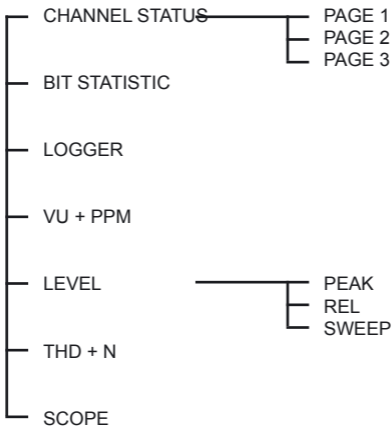 CHANNEL STATUS PAGE 1
PAGE 2
PAGE 3
BIT STATISTIC
LOGGER
VU + PPM
LEVEL PEAK
REL
SWEEP
THD + N
SCOPE